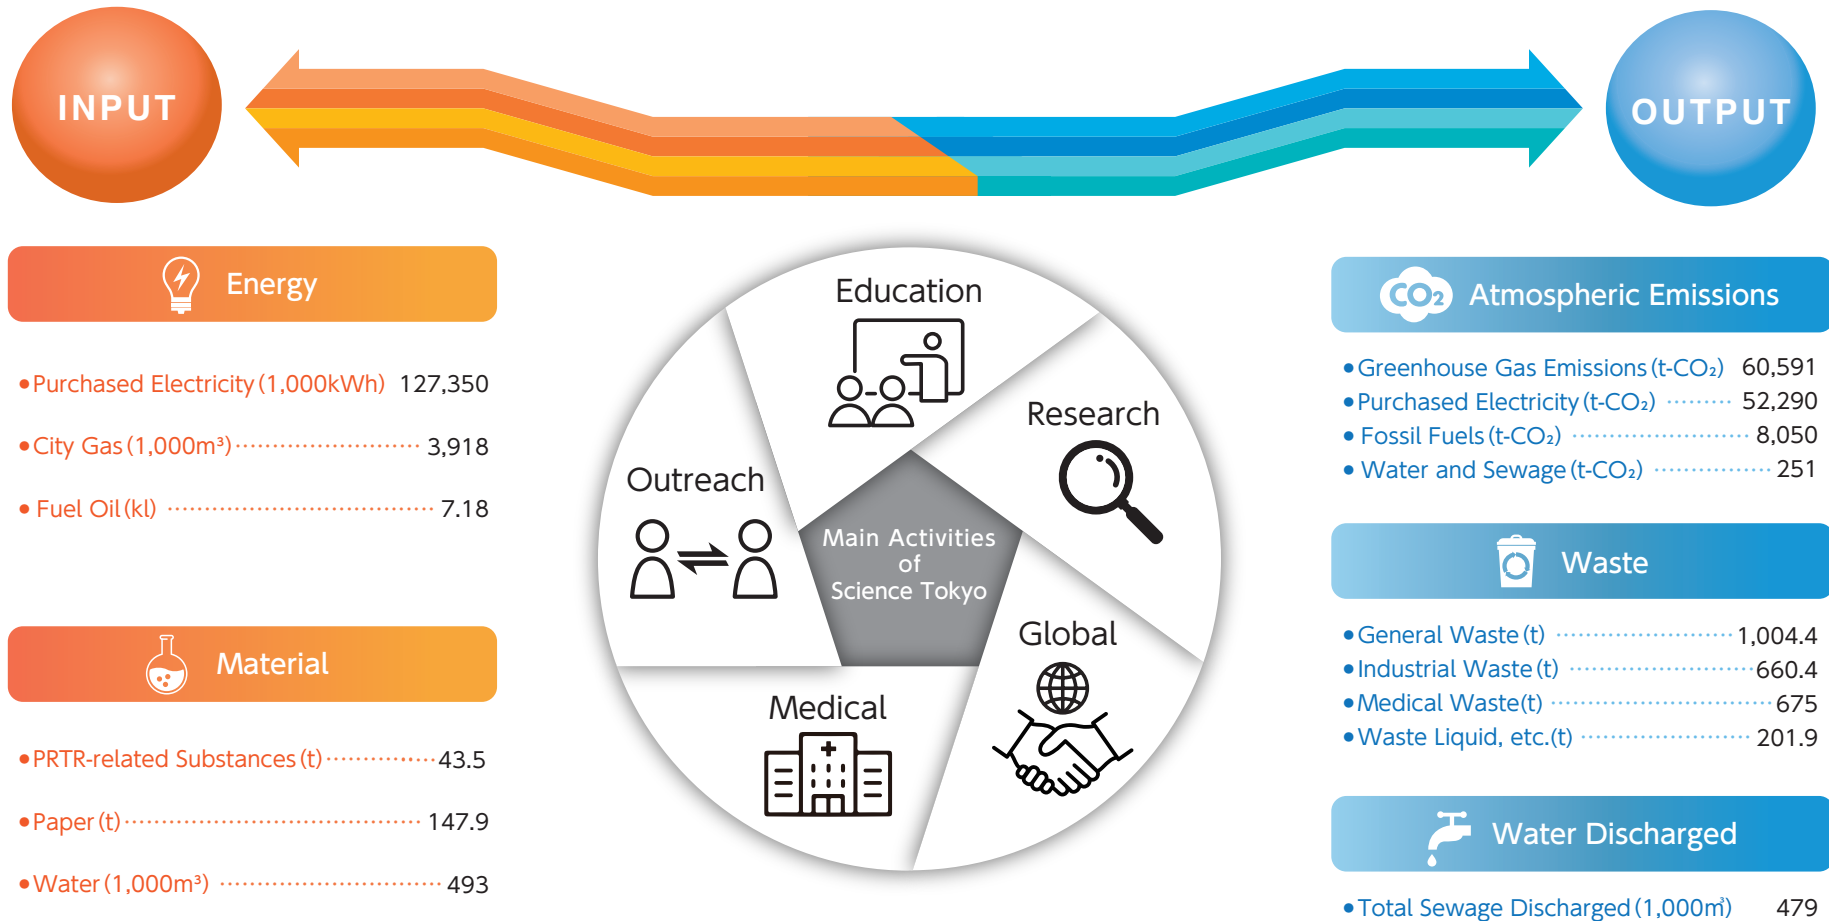 INPUT
OUTPUT
Energy
•Purchased Electricity (1,000kWh) 127,350
•City Gas (1,000m³) 3,918
•Fuel Oil (kl) 7.18
Material
•PRTR-related Substances (t) 43.5
•Paper (t) 147.9
•Water (1,000m³) 493
Education
Research
Global
Medical
Outreach
Main Activities
of
Science Tokyo
CO₂ Atmospheric Emissions
•Greenhouse Gas Emissions (t-CO₂) 60,591
•Purchased Electricity (t-CO₂) 52,290
•Fossil Fuels (t-CO₂) 8,050
•Water and Sewage (t-CO₂) 251
Waste
•General Waste (t) 1,004.4
•Industrial Waste (t) 660.4
•Medical Waste(t) 675
•Waste Liquid, etc.(t) 201.9
Water Discharged
•Total Sewage Discharged (1,000㎥) 479